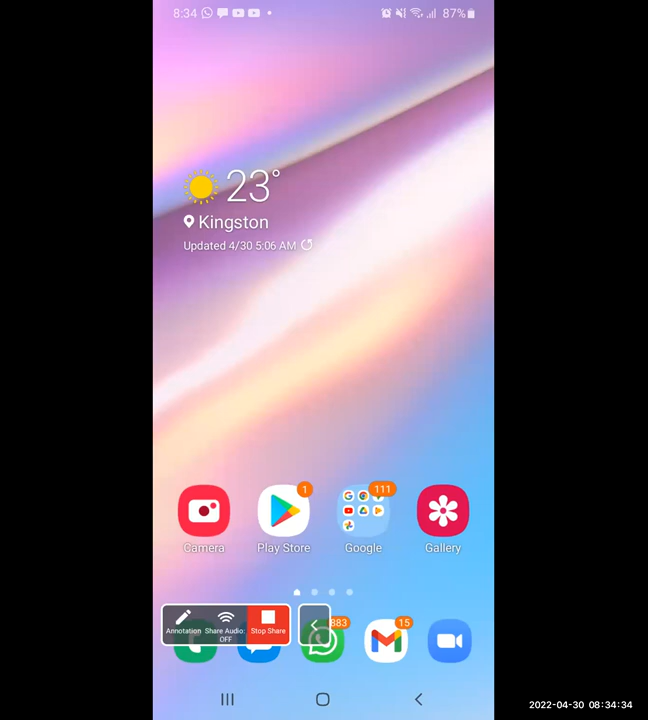 8:34
87%
23°
Kingston
Updated 4/30 5:06 AM
1
111
Camera
Play Store
Google
Gallery
Annotation
Share Audio:
OFF
Stop Share
883
15
2022-04-30 08:34:34